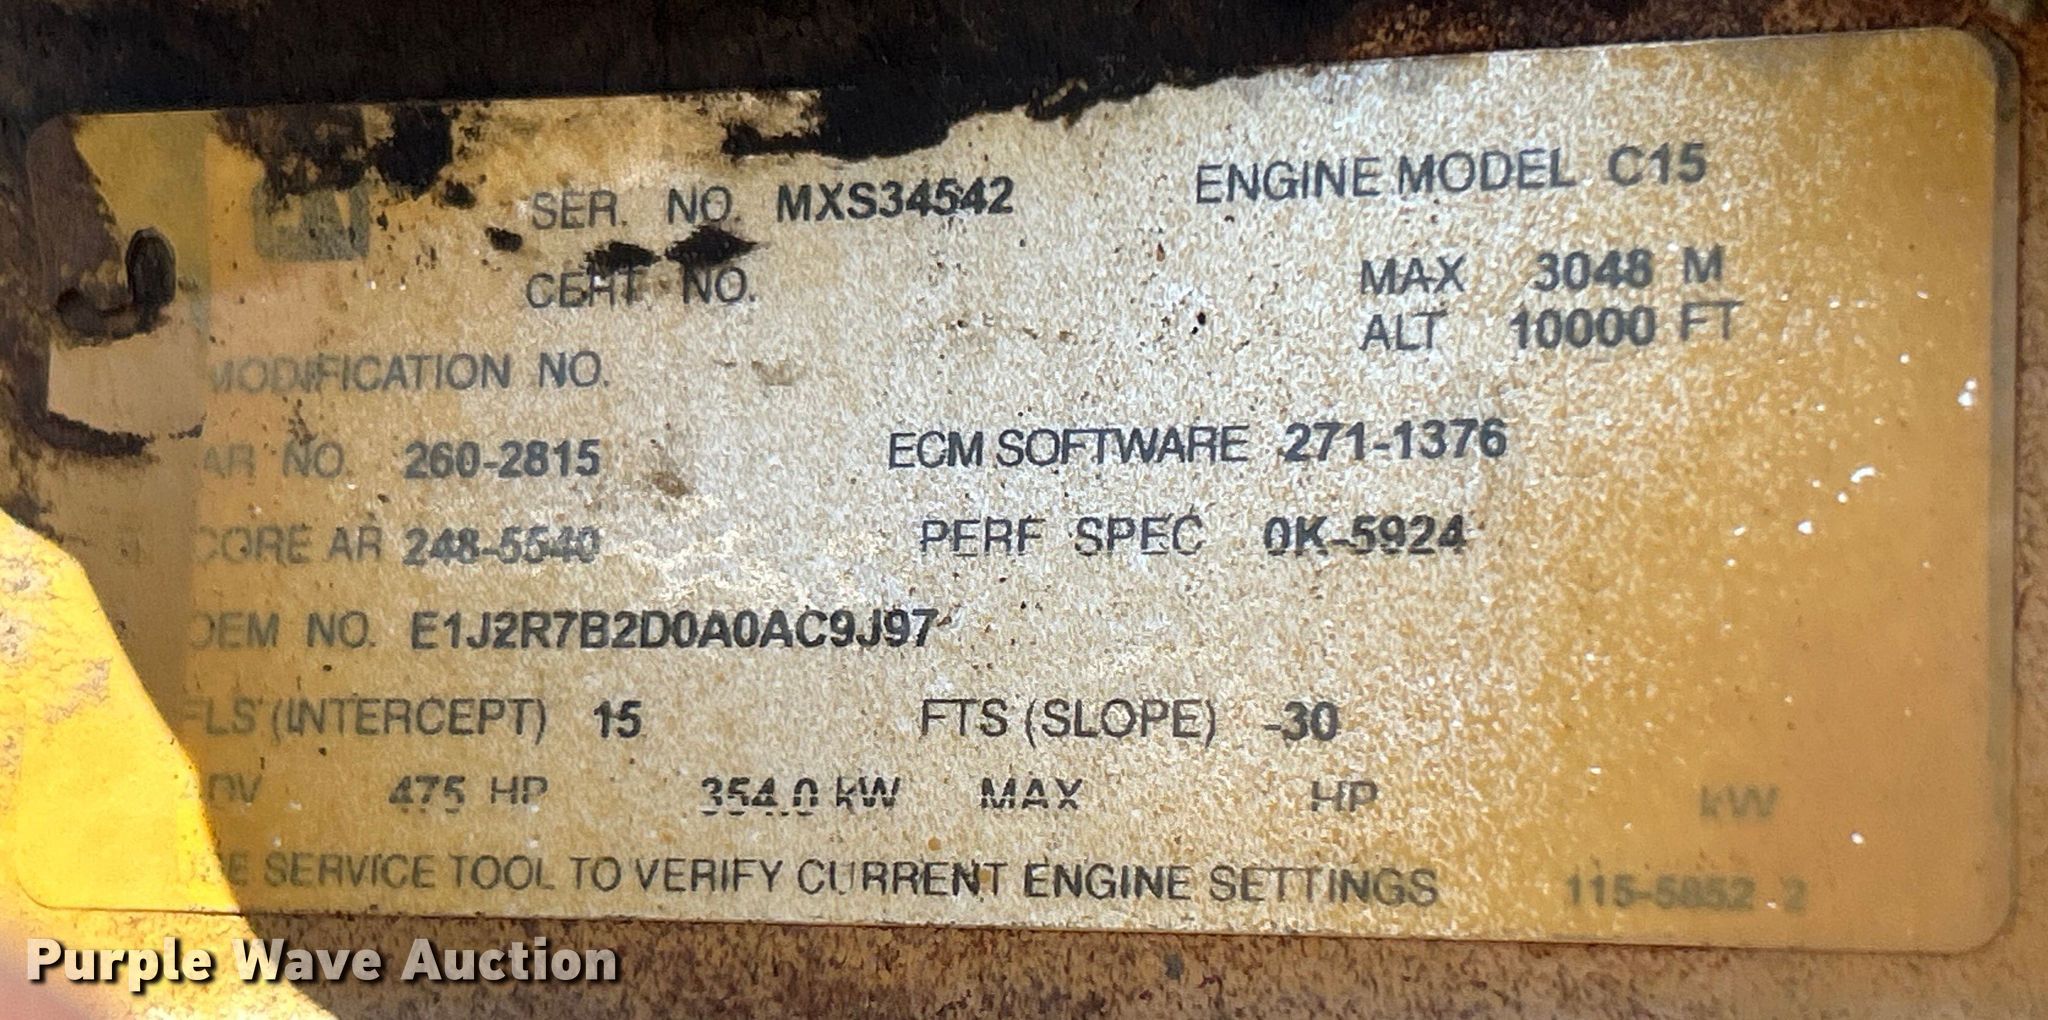 SER. NO. MXS34542 ENGINE MODEL C15
CERT NO. MAX 3048 M
ALT 10000 FT
MODIFICATION NO.
AR NO. 260-2815 ECM SOFTWARE 271-1376
CORE AR 248-5540 PERF SPEC 0K-5924
OEM NO. E1J2R7B2D0A0AC9J97
FLS (INTERCEPT) 15 FTS (SLOPE) -30
ADV 475 HP 354.0 kW MAX HP kW
USE SERVICE TOOL TO VERIFY CURRENT ENGINE SETTINGS 115-5852 2
Purple Wave Auction